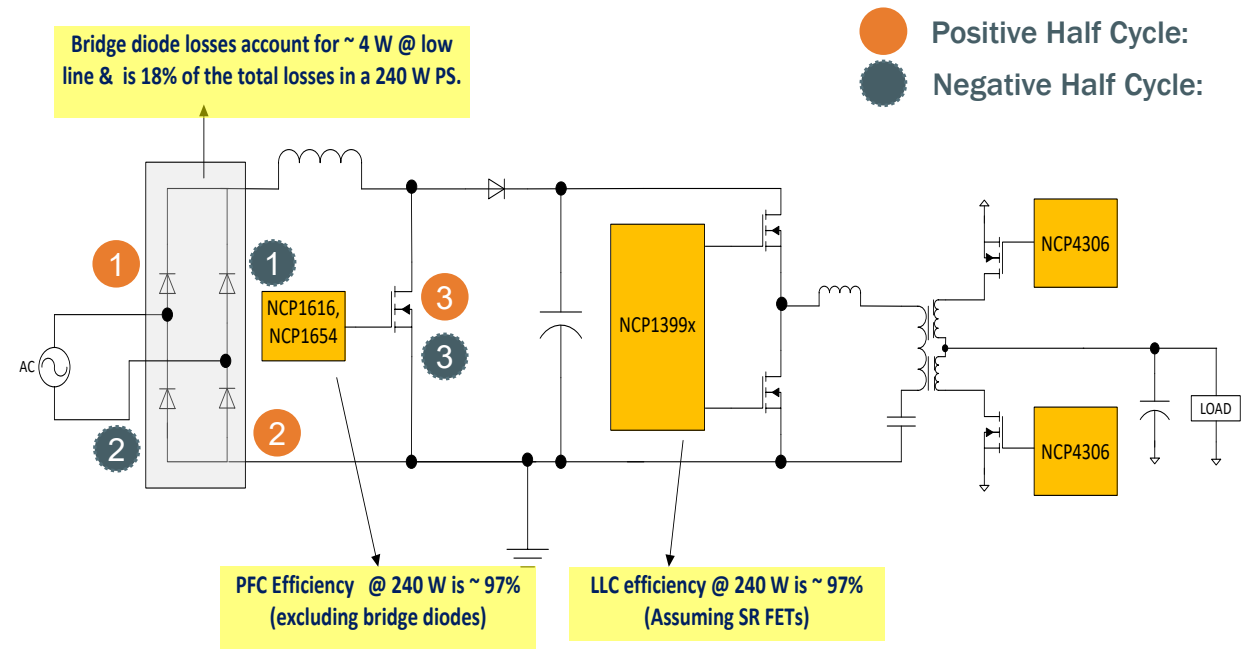 Bridge diode losses account for ~ 4 W @ low
line & is 18% of the total losses in a 240 W PS.
Positive Half Cycle:
Negative Half Cycle:
1
1
NCP1616,
NCP1654
3
3
AC
2
2
NCP1399x
NCP4306
NCP4306
LOAD
PFC Efficiency @ 240 W is ~ 97%
(excluding bridge diodes)
LLC efficiency @ 240 W is ~ 97%
(Assuming SR FETs)